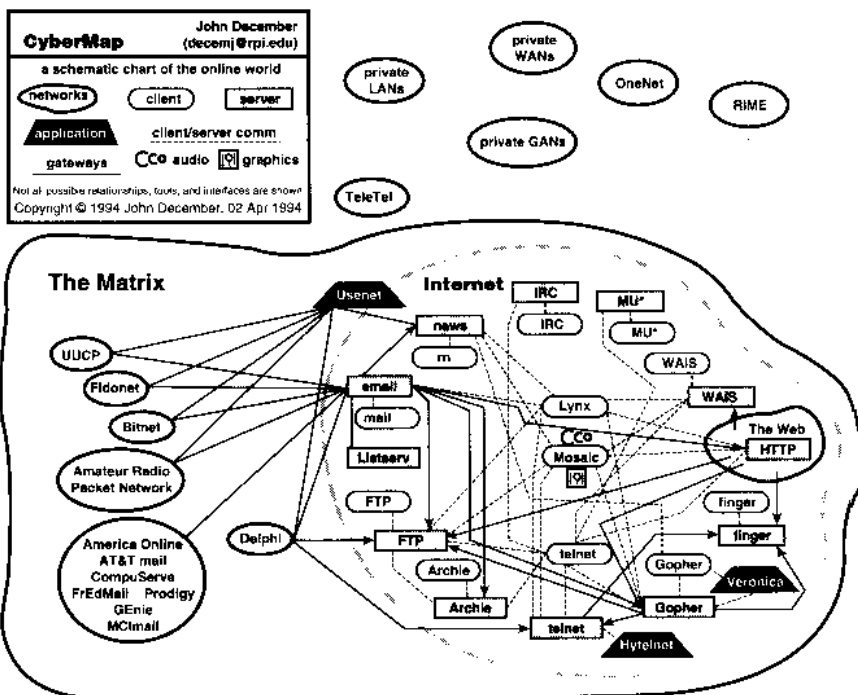 CyberMap
John December
(decemj@rpi.edu)
a schematic chart of the online world
networks
client
server
application
client/server comm
gateways
audio
graphics
Not all possible relationships, tools, and interfaces are shown
Copyright © 1994 John December. 02 Apr 1994
private
LANs
private
WANs
OneNet
RIME
private GANs
TeleTel
The Matrix
Internet
Usenet
news
rn
IRC
IRC
MU*
MU*
UUCP
Fidonet
Bitnet
Amateur Radio
Packet Network
America Online
AT&T mail
CompuServe
FrEdMail Prodigy
GEnie
MCImail
Delphi
email
mail
Listserv
FTP
FTP
Archie
Archie
WAIS
WAIS
Lynx
Mosaic
The Web
HTTP
finger
finger
telnet
telnet
Gopher
Gopher
Veronica
Hytelnet